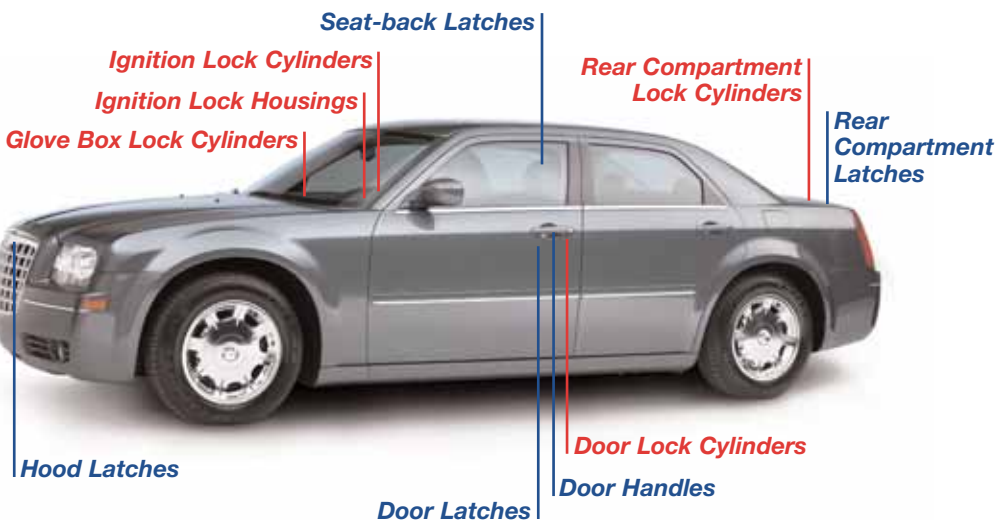 Seat-back Latches
Ignition Lock Cylinders
Ignition Lock Housings
Glove Box Lock Cylinders
Rear Compartment
Lock Cylinders
Rear
Compartment
Latches
Door Lock Cylinders
Hood Latches
Door Handles
Door Latches